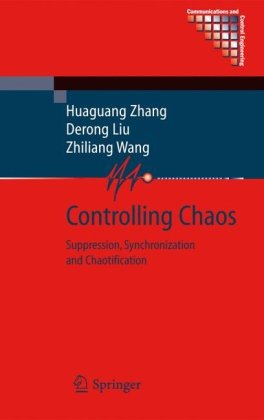 Communications and
Control Engineering
Huaguang Zhang
Derong Liu
Zhiliang Wang
Controlling Chaos
Suppression, Synchronization
and Chaotification
Springer